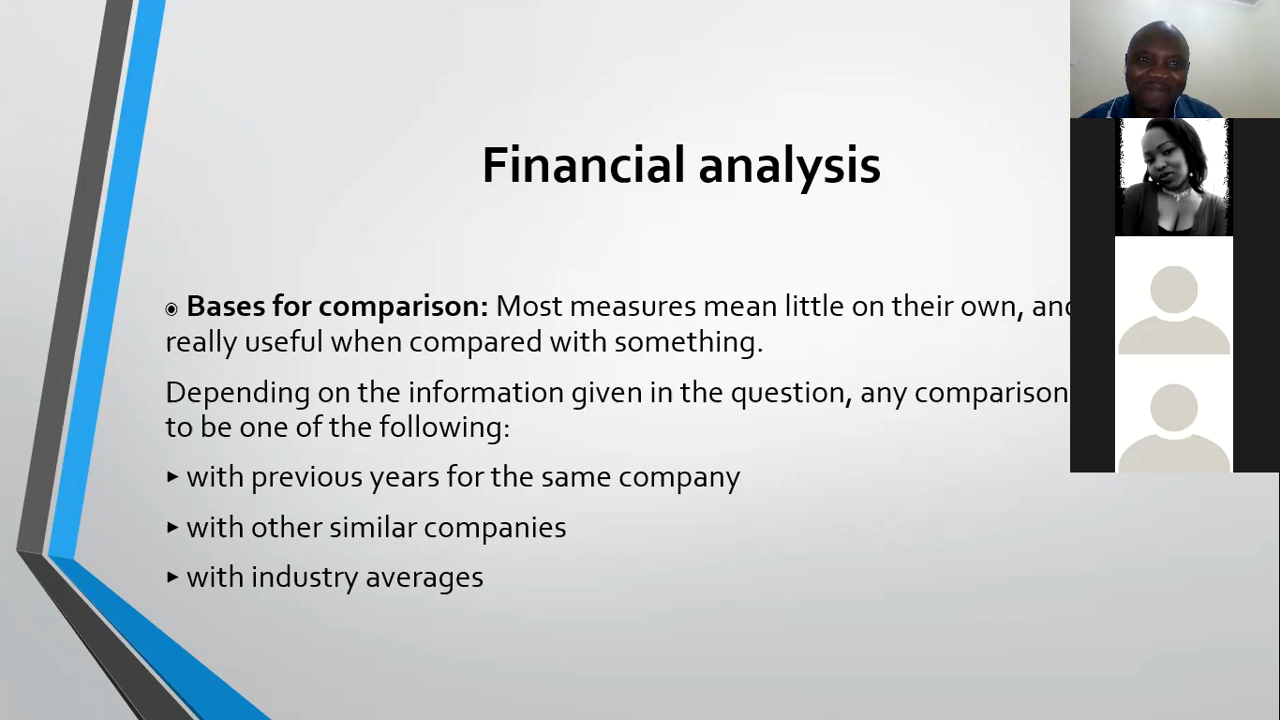 Financial analysis
Bases for comparison: Most measures mean little on their own, and
really useful when compared with something.
Depending on the information given in the question, any comparison
to be one of the following:
with previous years for the same company
with other similar companies
with industry averages